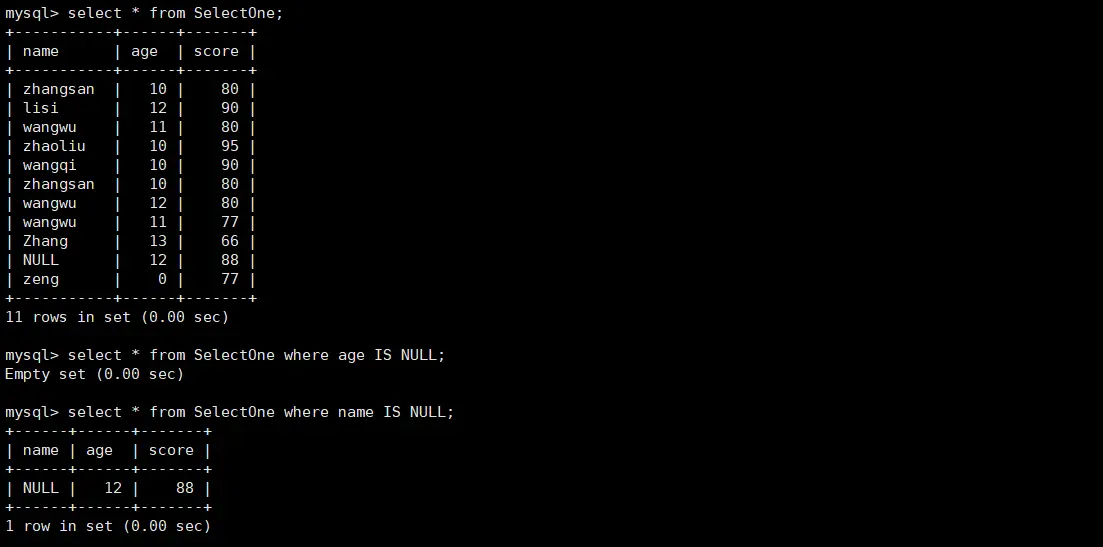 mysql> select * from SelectOne;
+-----------+------+-------+
| name      | age  | score |
+-----------+------+-------+
| zhangsan  |   10 |    80 |
| lisi      |   12 |    90 |
| wangwu    |   11 |    80 |
| zhaoliu   |   10 |    95 |
| wangqi    |   10 |    90 |
| zhangsan  |   10 |    80 |
| wangwu    |   12 |    80 |
| wangwu    |   11 |    77 |
| Zhang     |   13 |    66 |
| NULL      |   12 |    88 |
| zeng      |    0 |    77 |
+-----------+------+-------+
11 rows in set (0.00 sec)

mysql> select * from SelectOne where age IS NULL;
Empty set (0.00 sec)

mysql> select * from SelectOne where name IS NULL;
+------+------+-------+
| name | age  | score |
+------+------+-------+
| NULL |   12 |    88 |
+------+------+-------+
1 row in set (0.00 sec)